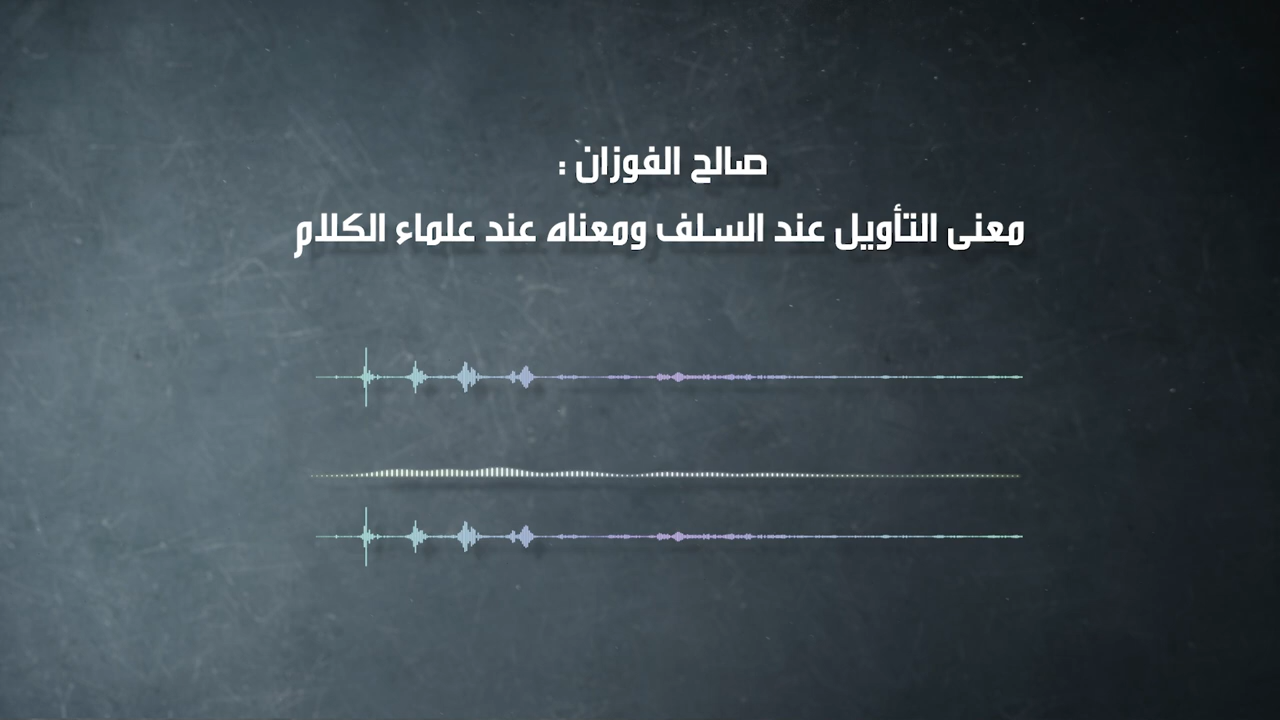 صالح الفوزان :
معنى التأويل عند السلف ومعناه عند علماء الكلام